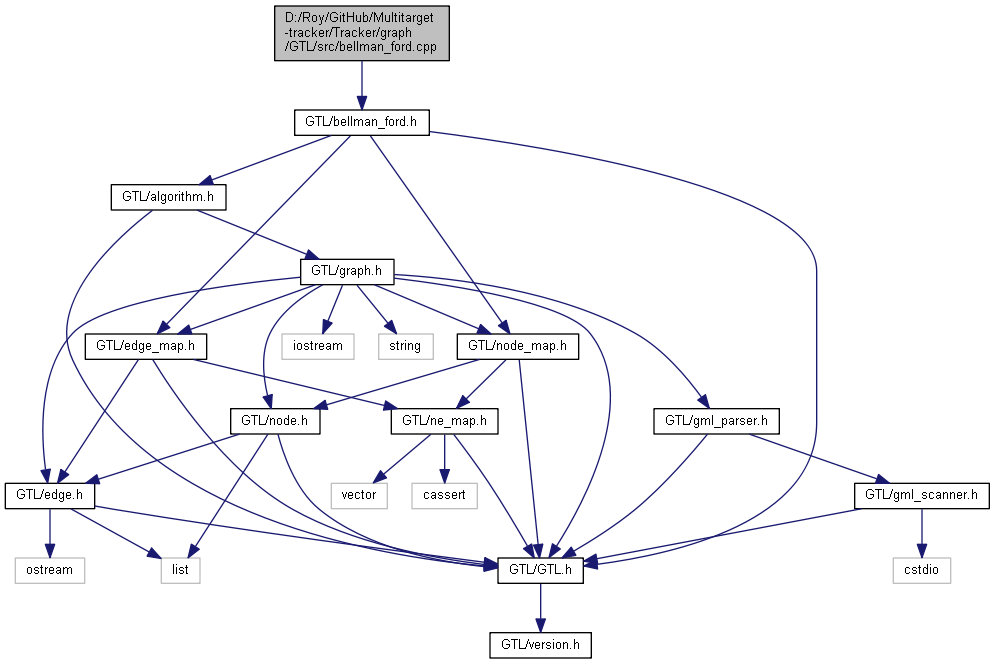 D:/Roy/GitHub/Multitarget
-tracker/Tracker/graph
/GTL/src/bellman_ford.cpp
GTL/bellman_ford.h
GTL/algorithm.h
GTL/graph.h
GTL/edge_map.h
iostream
string
GTL/node_map.h
GTL/node.h
GTL/ne_map.h
GTL/gml_parser.h
GTL/edge.h
vector
cassert
GTL/gml_scanner.h
ostream
list
GTL/GTL.h
cstdio
GTL/version.h